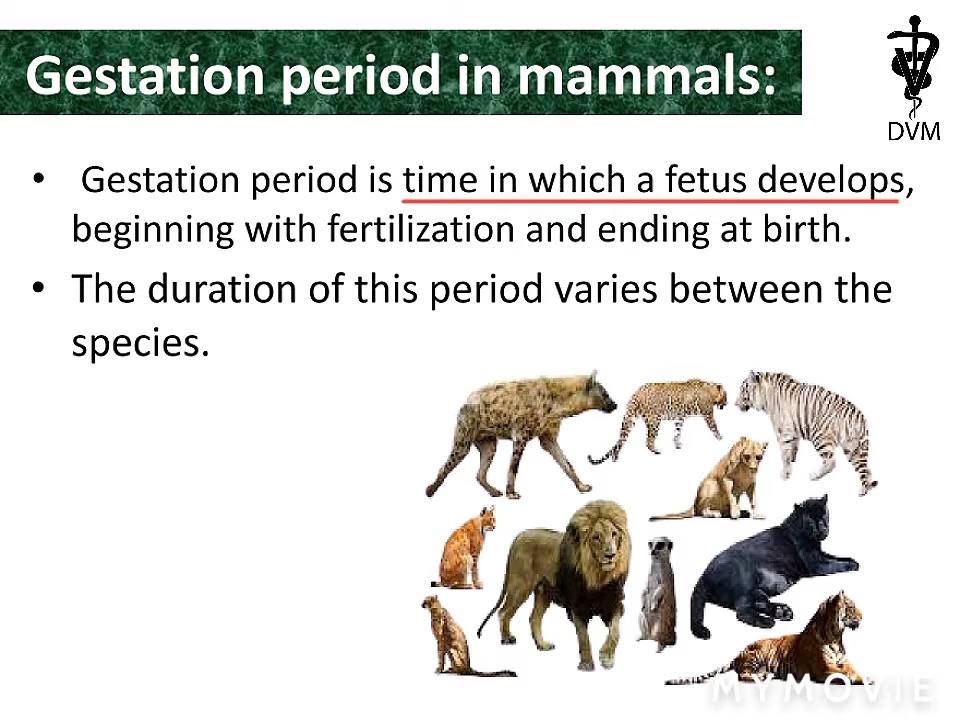 Gestation period in mammals:
DVM
• Gestation period is time in which a fetus develops,
beginning with fertilization and ending at birth.
• The duration of this period varies between the
species.
MYMOVIE